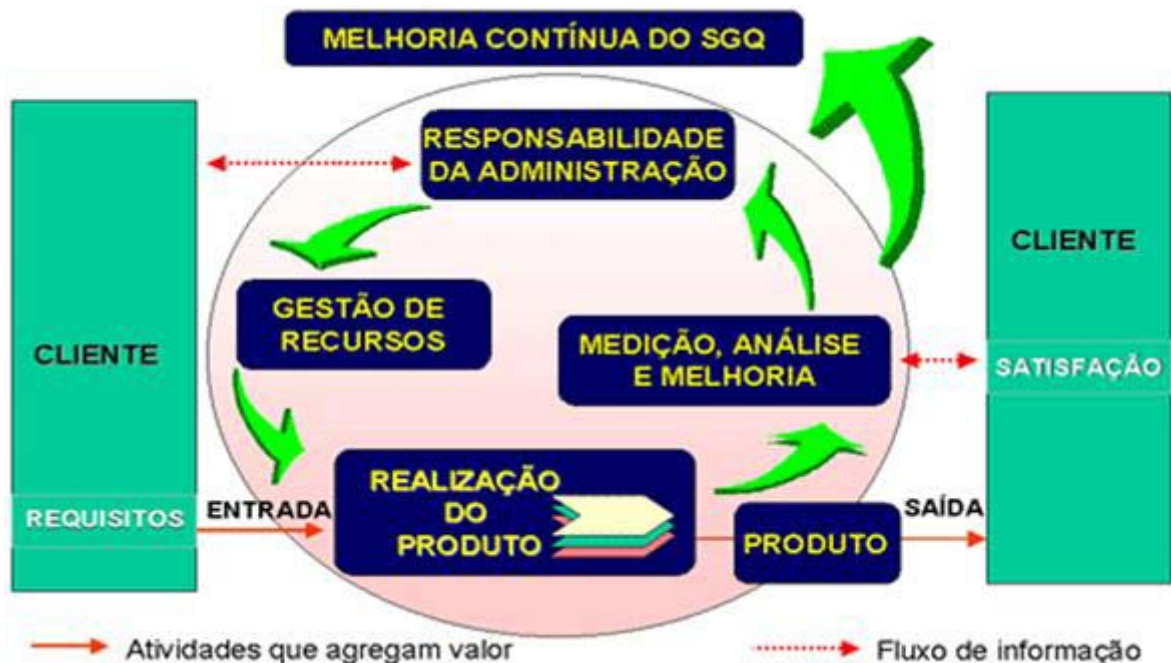 MELHORIA CONTÍNUA DO SGQ
RESPONSABILIDADE
DA ADMINISTRAÇÃO
CLIENTE
GESTÃO DE
RECURSOS
CLIENTE
MEDIÇÃO, ANÁLISE
E MELHORIA
SATISFAÇÃO
REQUISITOS
ENTRADA
REALIZAÇÃO
DO
PRODUTO
PRODUTO
SAÍDA
Atividades que agregam valor
Fluxo de informação